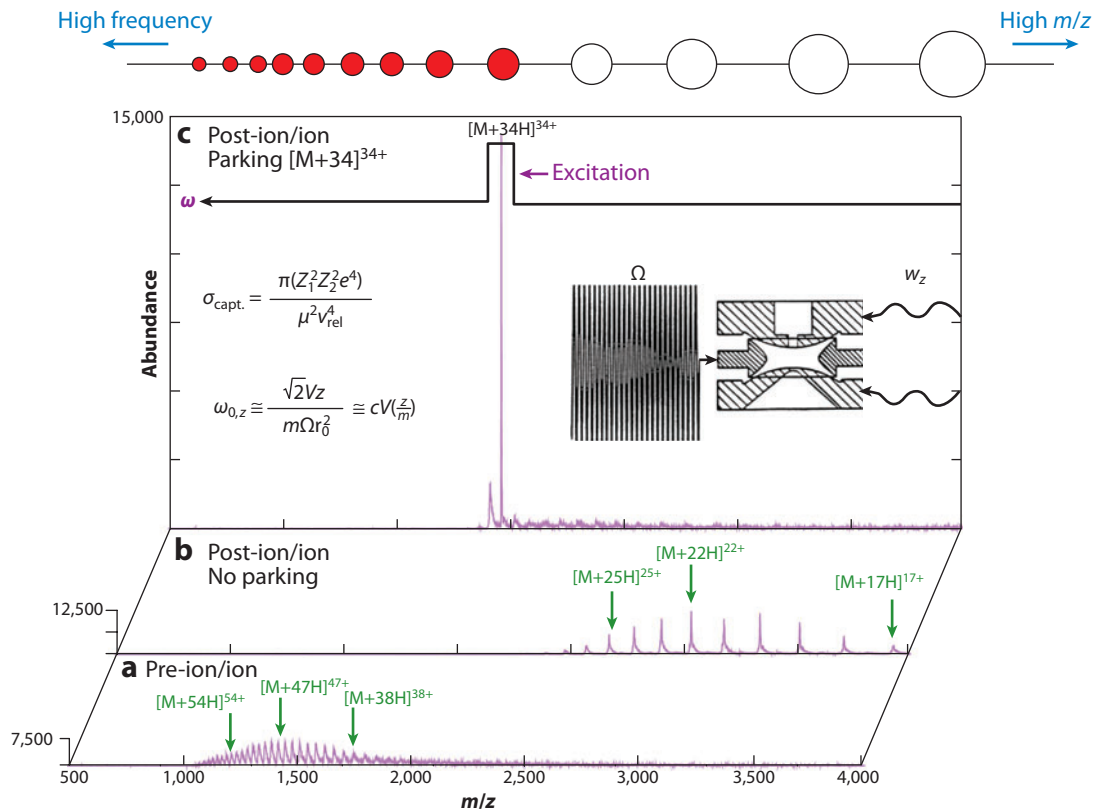 High frequency
High m/z
15,000
c Post-ion/ion
Parking [M+34]³⁴⁺
[M+34H]³⁴⁺
Excitation
ω
Abundance
σcapt. = π(Z₁²Z₂²e⁴) / μ²v⁴rel
Ω
wz
ω0,z ≅ √2Vz / mΩr₀² ≅ cV(z/m)
b Post-ion/ion
No parking
[M+25H]²⁵⁺
[M+22H]²²⁺
[M+17H]¹⁷⁺
12,500
a Pre-ion/ion
[M+54H]⁵⁴⁺
[M+47H]⁴⁷⁺
[M+38H]³⁸⁺
7,500
500 1,000 1,500 2,000 2,500 3,000 3,500 4,000
m/z